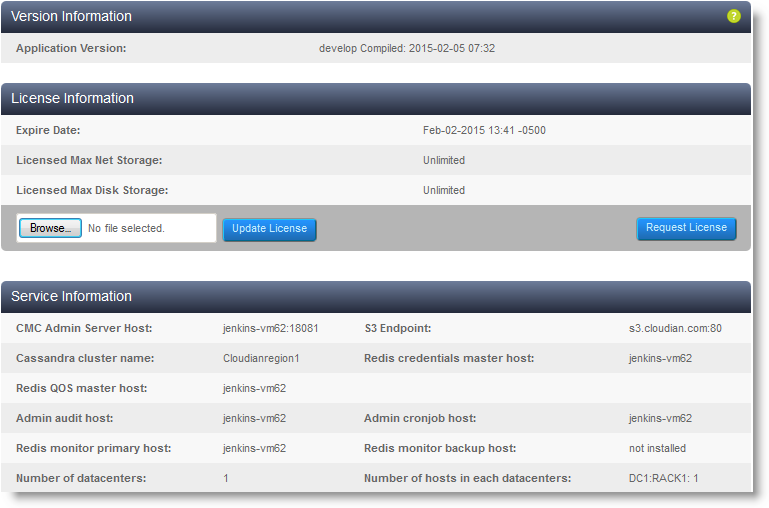 Version Information ?
Application Version: develop Compiled: 2015-02-05 07:32
License Information
Expire Date: Feb-02-2015 13:41 -0500
Licensed Max Net Storage: Unlimited
Licensed Max Disk Storage: Unlimited
Browse... No file selected. Update License Request License
Service Information
CMC Admin Server Host: jenkins-vm62:18081 S3 Endpoint: s3.cloudian.com:80
Cassandra cluster name: Cloudianregion1 Redis credentials master host: jenkins-vm62
Redis QOS master host: jenkins-vm62
Admin audit host: jenkins-vm62 Admin cronjob host: jenkins-vm62
Redis monitor primary host: jenkins-vm62 Redis monitor backup host: not installed
Number of datacenters: 1 Number of hosts in each datacenters: DC1:RACK1: 1